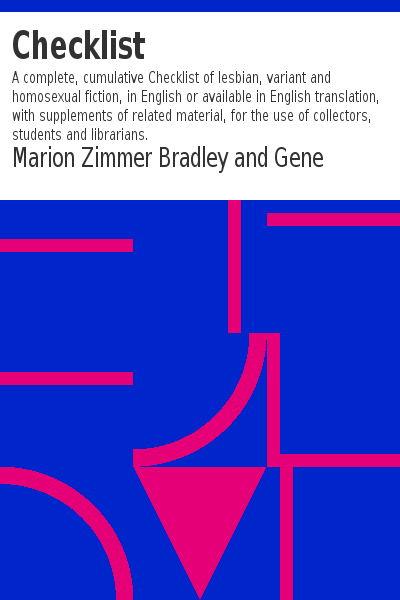 Checklist
A complete, cumulative Checklist of lesbian, variant and
homosexual fiction, in English or available in English translation,
with supplements of related material, for the use of collectors,
students and librarians.
Marion Zimmer Bradley and Gene